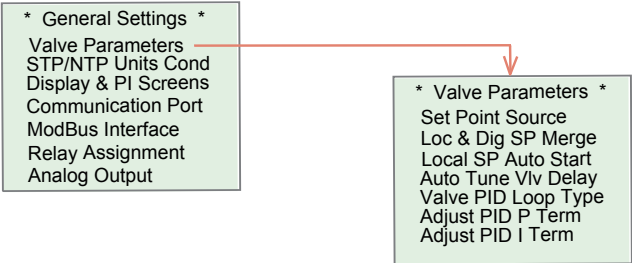 * General Settings *
Valve Parameters
STP/NTP Units Cond
Display & PI Screens
Communication Port
ModBus Interface
Relay Assignment
Analog Output
* Valve Parameters *
Set Point Source
Loc & Dig SP Merge
Local SP Auto Start
Auto Tune Vlv Delay
Valve PID Loop Type
Adjust PID P Term
Adjust PID I Term